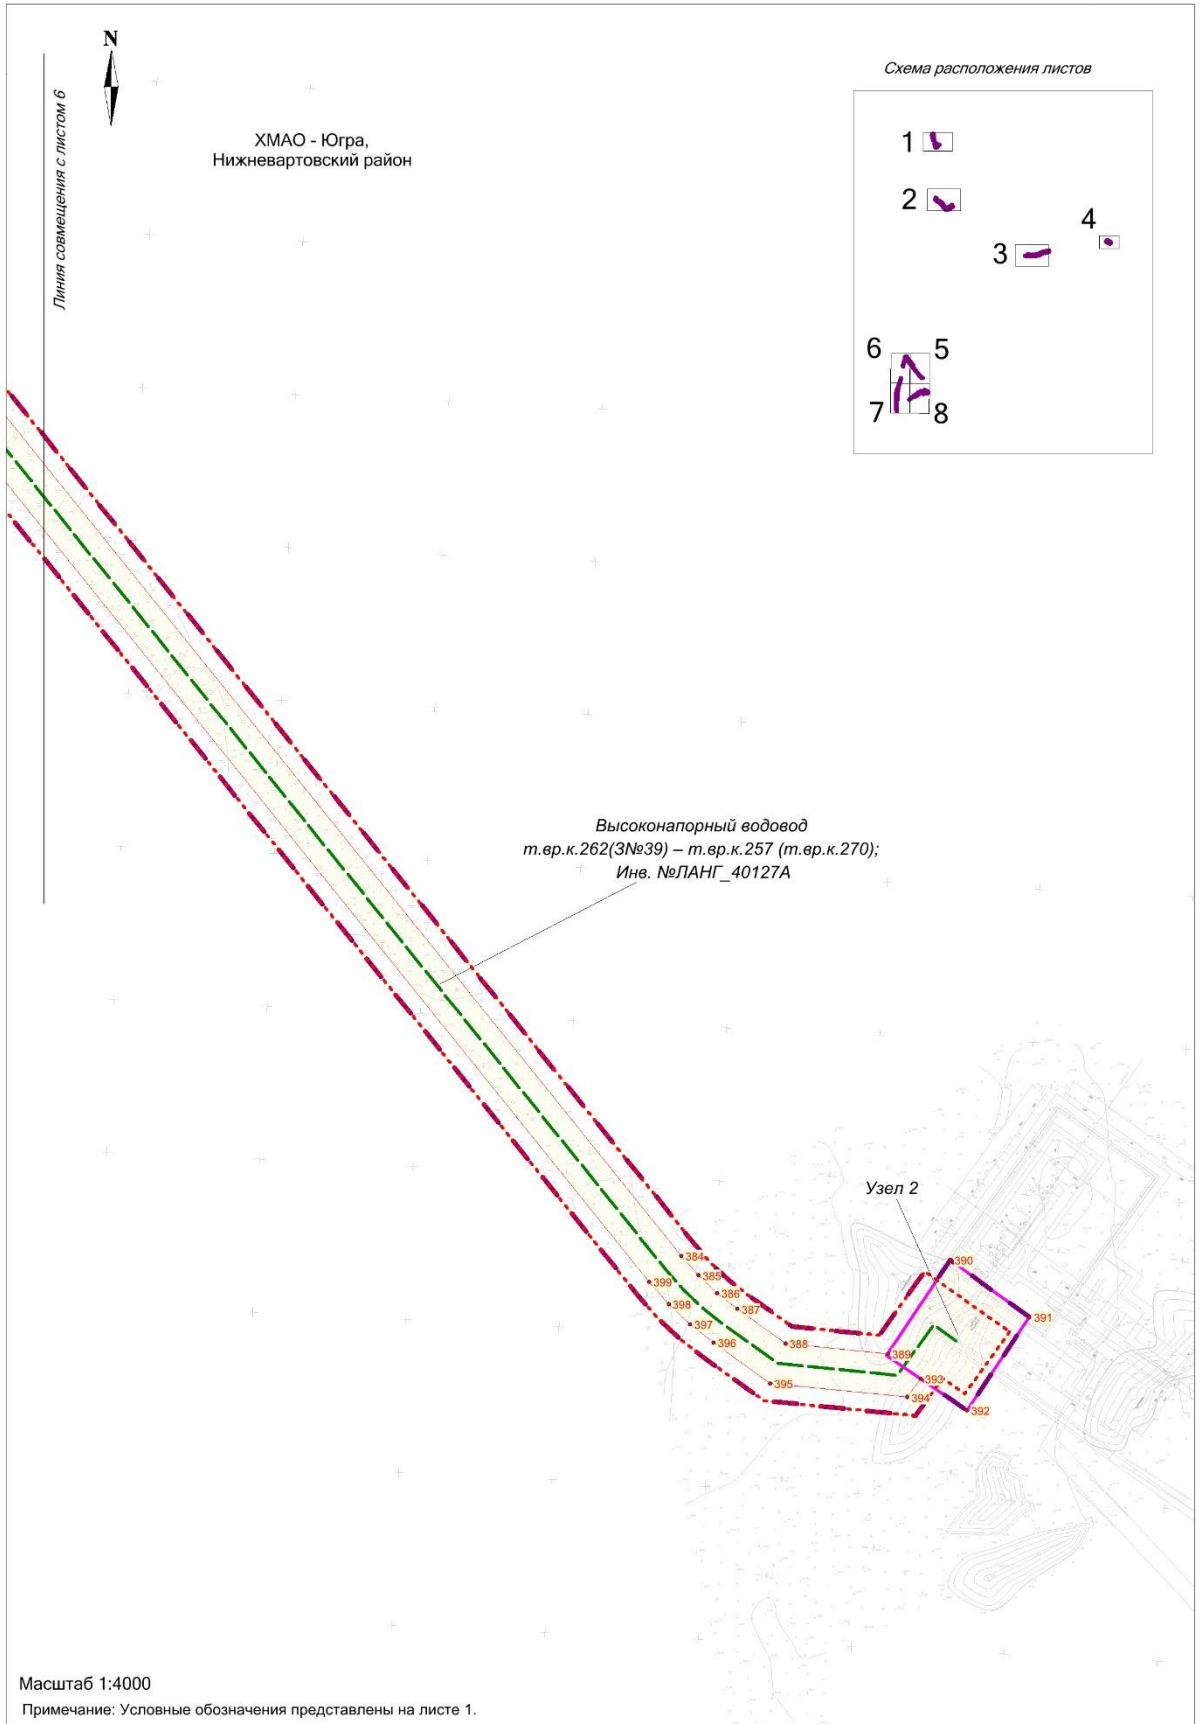 N
Линия совмещения с листом 6
ХМАО - Югра,
Нижневартовский район
Схема расположения листов
1
2
3
4
6
5
7
8
Высоконапорный водовод
т.вр.к.262(З№39) – т.вр.к.257 (т.вр.к.270);
Инв. №ЛАНГ_40127А
Узел 2
384
385
386
387
388
389
390
391
392
393
394
395
396
397
398
399
Масштаб 1:4000
Примечание: Условные обозначения представлены на листе 1.